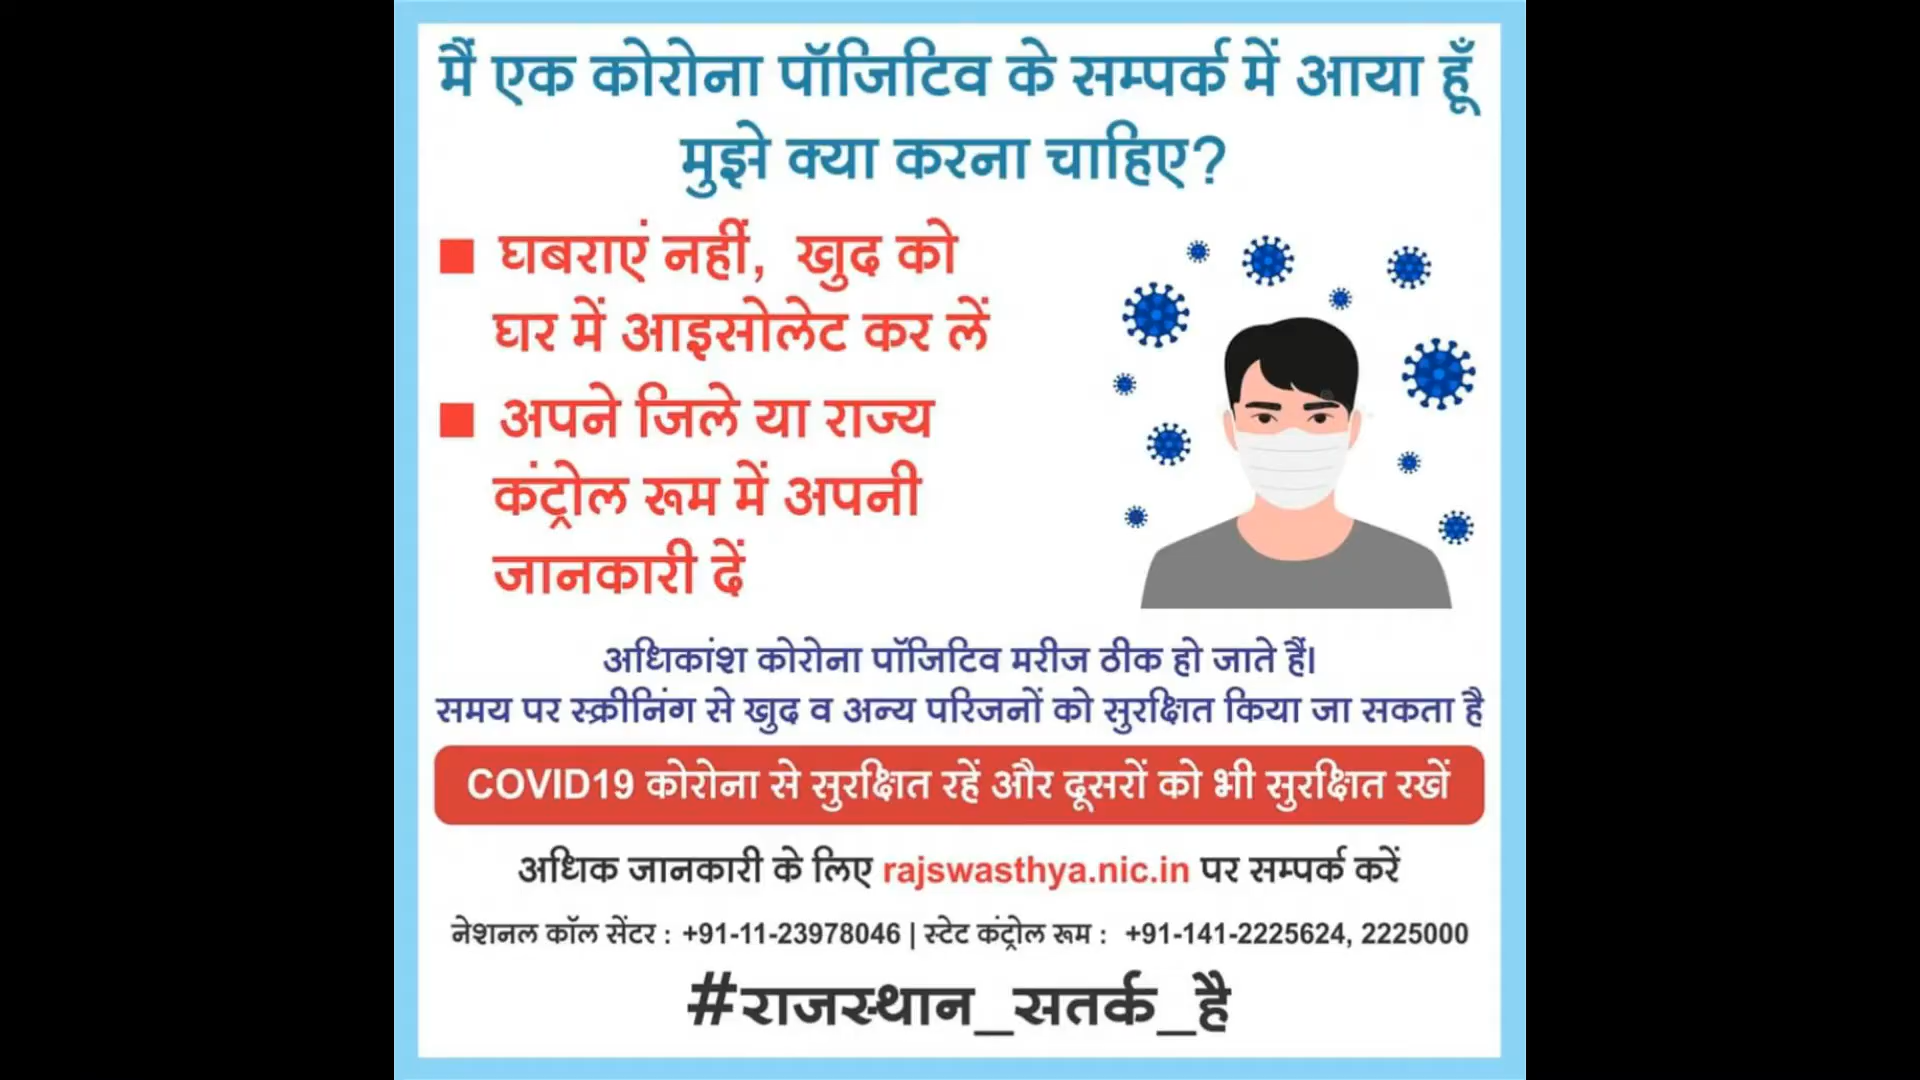 मैं एक कोरोना पॉजिटिव के सम्पर्क में आया हूँ
मुझे क्या करना चाहिए?
■ घबराएं नहीं, खुद को
घर में आइसोलेट कर लें
■ अपने जिले या राज्य
कंट्रोल रूम में अपनी
जानकारी दें
अधिकांश कोरोना पॉजिटिव मरीज ठीक हो जाते हैं।
समय पर स्क्रीनिंग से खुद व अन्य परिजनों को सुरक्षित किया जा सकता है
COVID19 कोरोना से सुरक्षित रहें और दूसरों को भी सुरक्षित रखें
अधिक जानकारी के लिए rajswasthya.nic.in पर सम्पर्क करें
नेशनल कॉल सेंटर : +91-11-23978046 | स्टेट कंट्रोल रूम : +91-141-2225624, 2225000
#राजस्थान_सतर्क_है